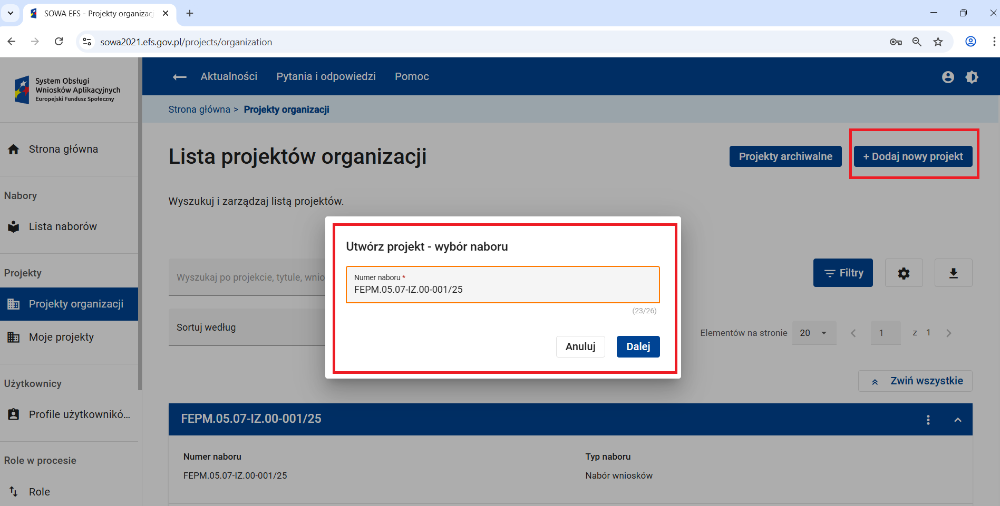 SOWA EFS - Projekty organizacj
sowa2021.efs.gov.pl/projects/organization
System Obsługi
Wniosków Aplikacyjnych
Europejski Fundusz Społeczny
Aktualności Pytania i odpowiedzi Pomoc
Strona główna > Projekty organizacji
Strona główna
Nabory
Lista naborów
Projekty
Projekty organizacji
Moje projekty
Użytkownicy
Profile użytkownikó...
Role w procesie
Role
Lista projektów organizacji
Projekty archiwalne
+ Dodaj nowy projekt
Wyszukuj i zarządzaj listą projektów.
Wyszukaj po projekcie, tytule, wnio
Filtry
Sortuj według
Elementów na stronie 20 1 z 1
Utwórz projekt - wybór naboru
Numer naboru *
FEPM.05.07-IZ.00-001/25
(23/26)
Anuluj Dalej
Zwiń wszystkie
FEPM.05.07-IZ.00-001/25
Numer naboru
FEPM.05.07-IZ.00-001/25
Typ naboru
Nabór wniosków